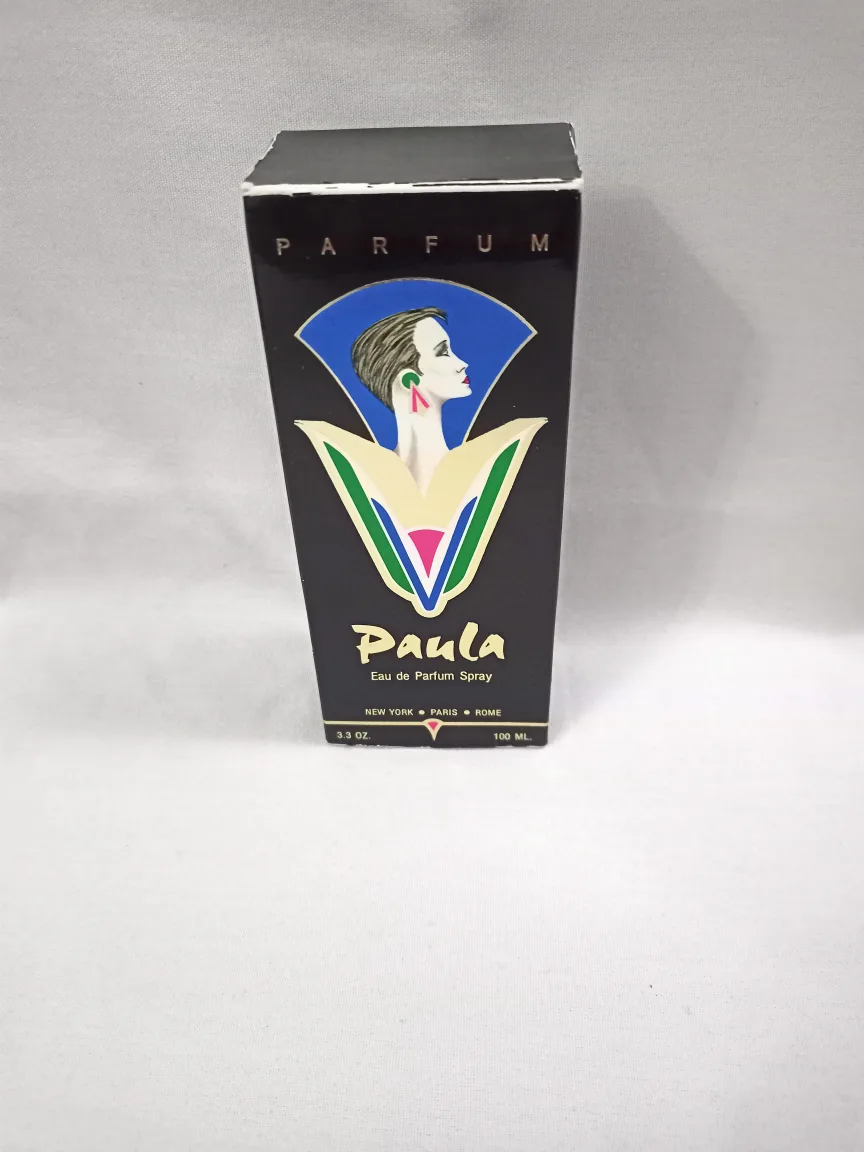 PARFUM
Paula
Eau de Parfum Spray
NEW YORK • PARIS • ROME
3.3 OZ. 100 ML.